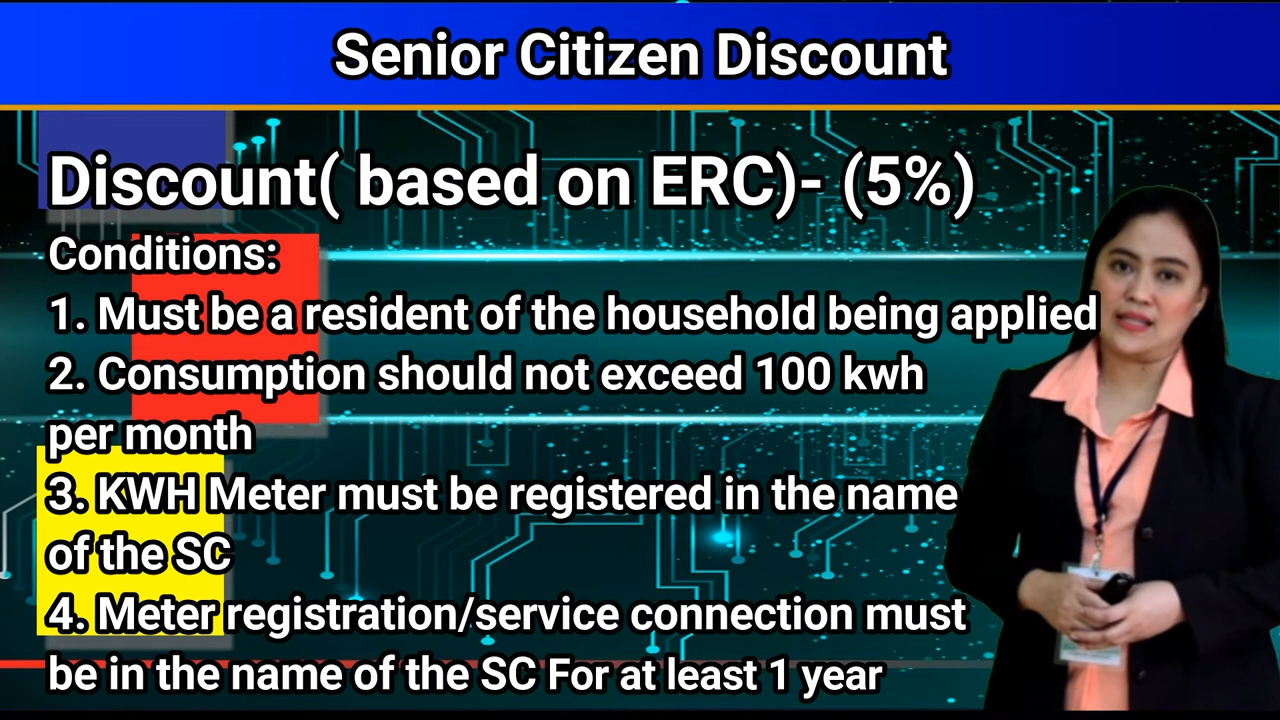 Senior Citizen Discount
Discount( based on ERC)- (5%)
Conditions:
1. Must be a resident of the household being applied
2. Consumption should not exceed 100 kwh
per month
3. KWH Meter must be registered in the name
of the SC
4. Meter registration/service connection must
be in the name of the SC For at least 1 year